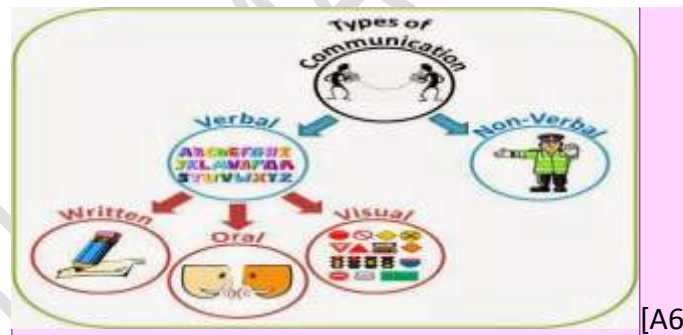 Types of
Communication
Verbal
Non-Verbal
Written
Oral
Visual
[A6